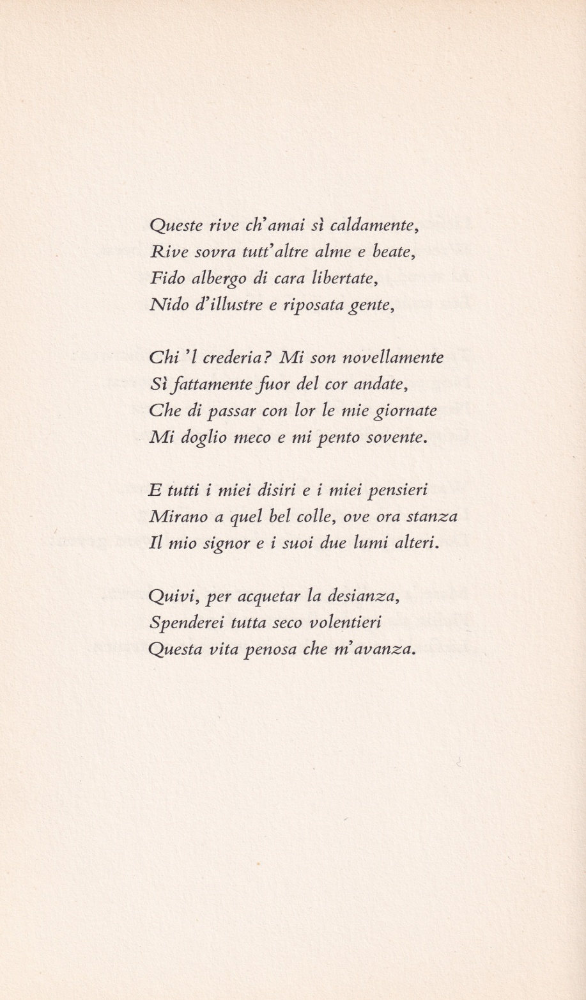 Queste rive ch’amai sì caldamente,
Rive sovra tutt’altre alme e beate,
Fido albergo di cara libertate,
Nido d’illustre e riposata gente,
Chi ’l crederia? Mi son novellamente
Sì fattamente fuor del cor andate,
Che di passar con lor le mie giornate
Mi doglio meco e mi pento sovente.
E tutti i miei disiri e i miei pensieri
Mirano a quel bel colle, ove ora stanza
Il mio signor e i suoi due lumi alteri.
Quivi, per acquetar la desianza,
Spenderei tutta seco volentieri
Questa vita penosa che m’avanza.